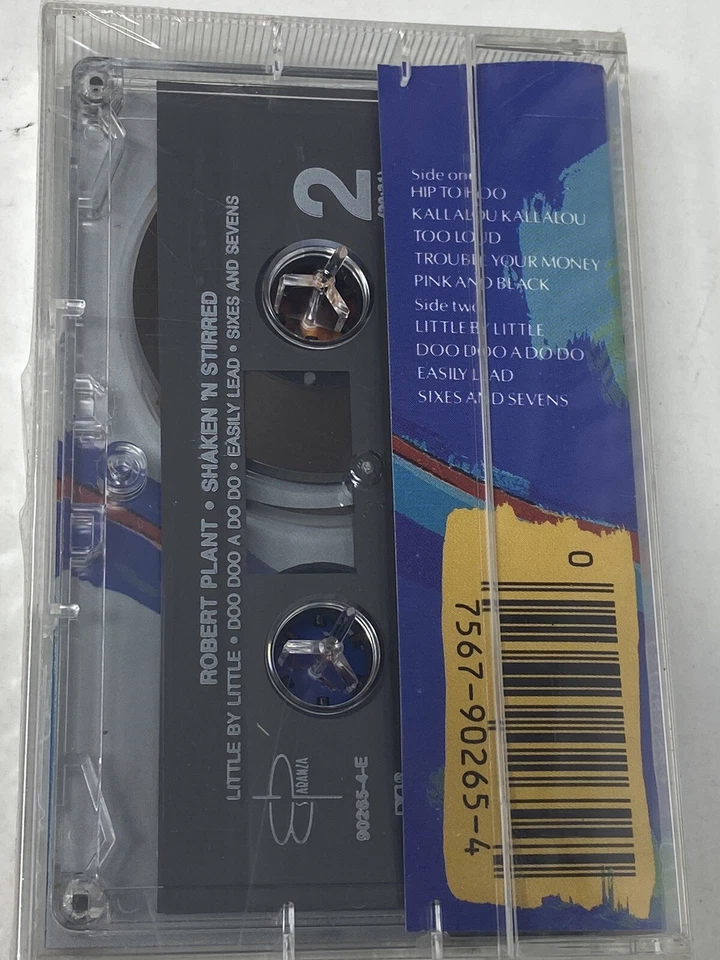 Side one
HIP TO HOO
KALLALOU KALLALOU
TOO LOUD
TROUBLE YOUR MONEY
PINK AND BLACK
Side two
LITTLE BY LITTLE
DOO DOO A DO DO
EASILY LEAD
SIXES AND SEVENS
0
7567-90265-4
2
ROBERT PLANT • SHAKEN 'N STIRRED
LITTLE BY LITTLE • DOO DOO A DO DO • EASILY LEAD • SIXES AND SEVENS
ESPARANZA
90265-4-E